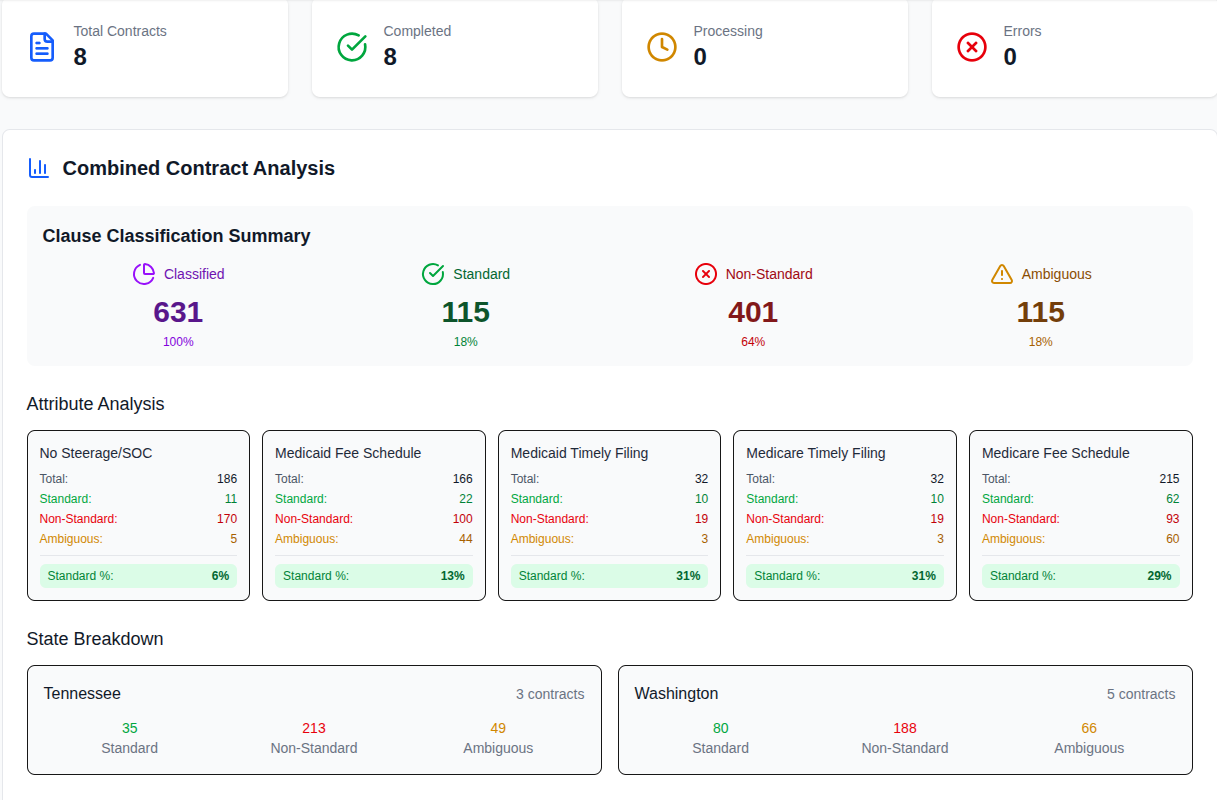 Total Contracts
8
Completed
8
Processing
0
Errors
0
Combined Contract Analysis
Clause Classification Summary
Classified
631
100%
Standard
115
18%
Non-Standard
401
64%
Ambiguous
115
18%
Attribute Analysis
No Steerage/SOC
Total: 186
Standard: 11
Non-Standard: 170
Ambiguous: 5
Standard %: 6%
Medicaid Fee Schedule
Total: 166
Standard: 22
Non-Standard: 100
Ambiguous: 44
Standard %: 13%
Medicaid Timely Filing
Total: 32
Standard: 10
Non-Standard: 19
Ambiguous: 3
Standard %: 31%
Medicare Timely Filing
Total: 32
Standard: 10
Non-Standard: 19
Ambiguous: 3
Standard %: 31%
Medicare Fee Schedule
Total: 215
Standard: 62
Non-Standard: 93
Ambiguous: 60
Standard %: 29%
State Breakdown
Tennessee 3 contracts
35 213 49
Standard Non-Standard Ambiguous
Washington 5 contracts
80 188 66
Standard Non-Standard Ambiguous